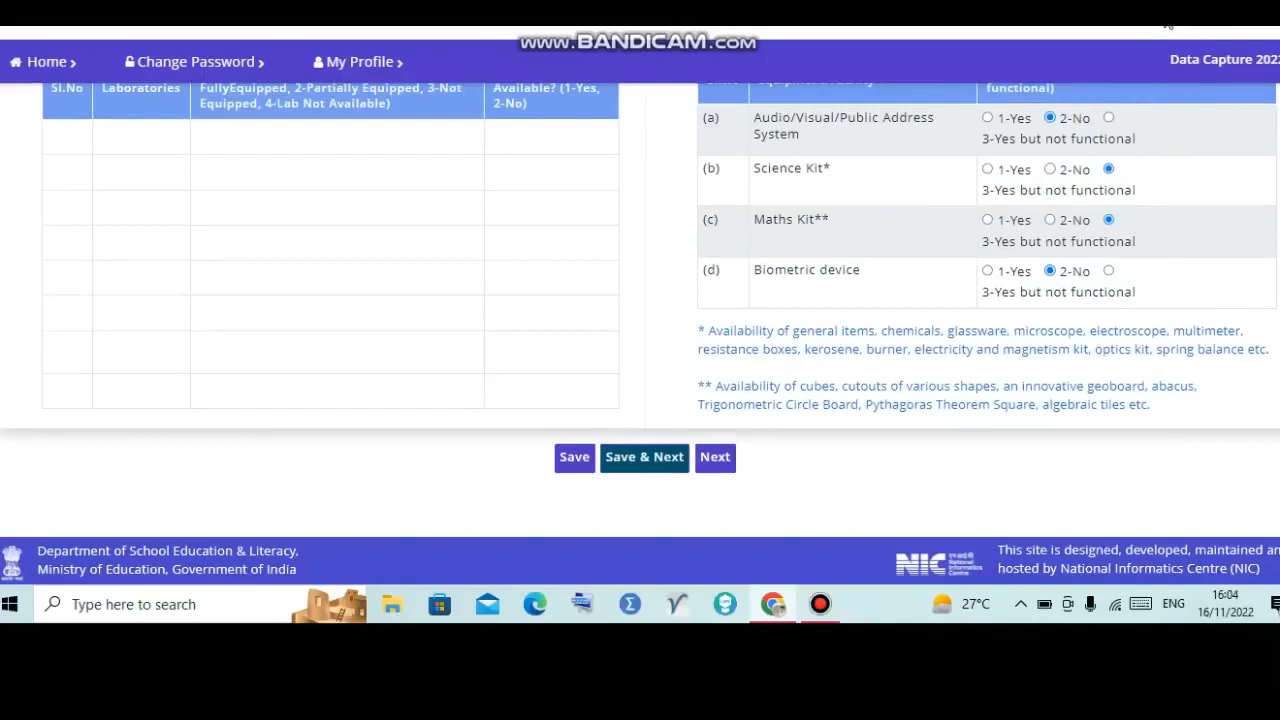 www.BANDICAM.com
Home
Change Password
My Profile
Data Capture 2022
Sl.No
Laboratories
FullyEquipped, 2-Partially Equipped, 3-Not
Equipped, 4-Lab Not Available)
Available? (1-Yes,
2-No)
functional)
(a)
Audio/Visual/Public Address
System
1-Yes
2-No
3-Yes but not functional
(b)
Science Kit*
1-Yes
2-No
3-Yes but not functional
(c)
Maths Kit**
1-Yes
2-No
3-Yes but not functional
(d)
Biometric device
1-Yes
2-No
3-Yes but not functional
* Availability of general items, chemicals, glassware, microscope, electroscope, multimeter,
resistance boxes, kerosene, burner, electricity and magnetism kit, optics kit, spring balance etc.
** Availability of cubes, cutouts of various shapes, an innovative geoboard, abacus,
Trigonometric Circle Board, Pythagoras Theorem Square, algebraic tiles etc.
Save
Save & Next
Next
Department of School Education & Literacy,
Ministry of Education, Government of India
NIC
National
Informatics
Centre
This site is designed, developed, maintained an
hosted by National Informatics Centre (NIC)
Type here to search
27°C
ENG
16:04
16/11/2022